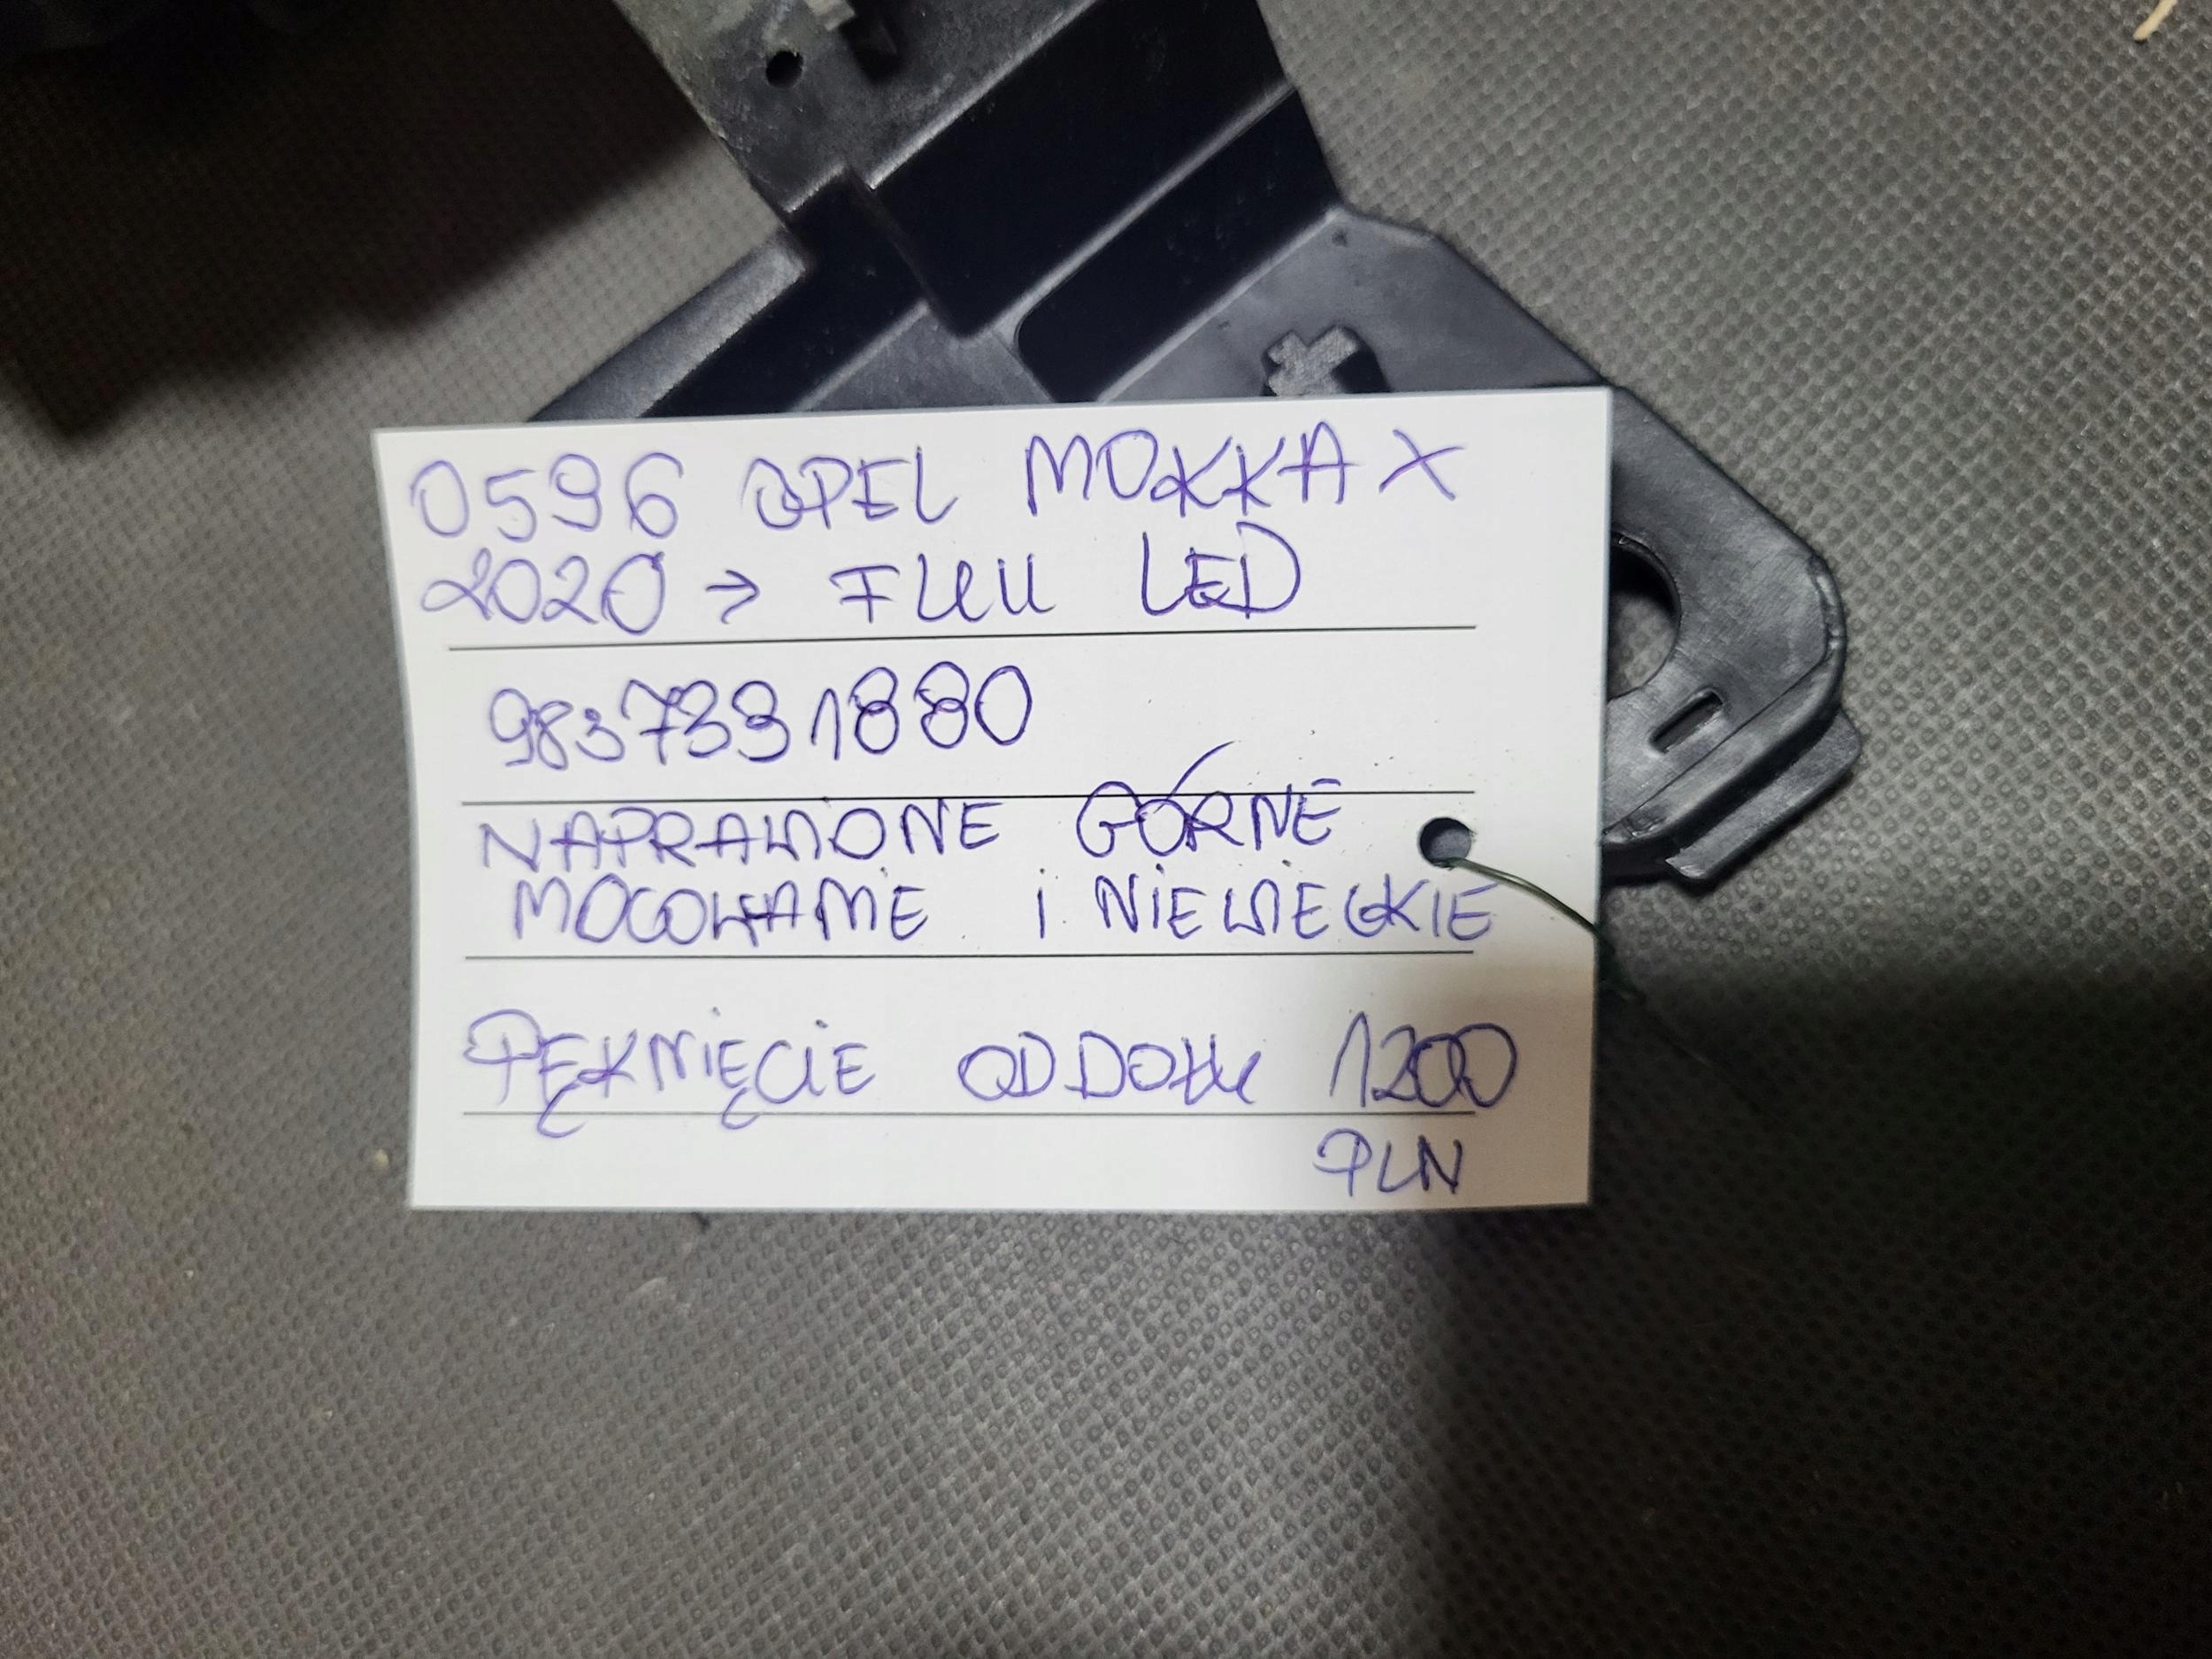 0596 OPEL MOKKA X
2020 → FULL LED
9837331880
NAPRAWIONE GÓRNE
MOCOWANIE i NIEWIELKIE
PĘKNIĘCIE OD DOŁU 1200
PLN